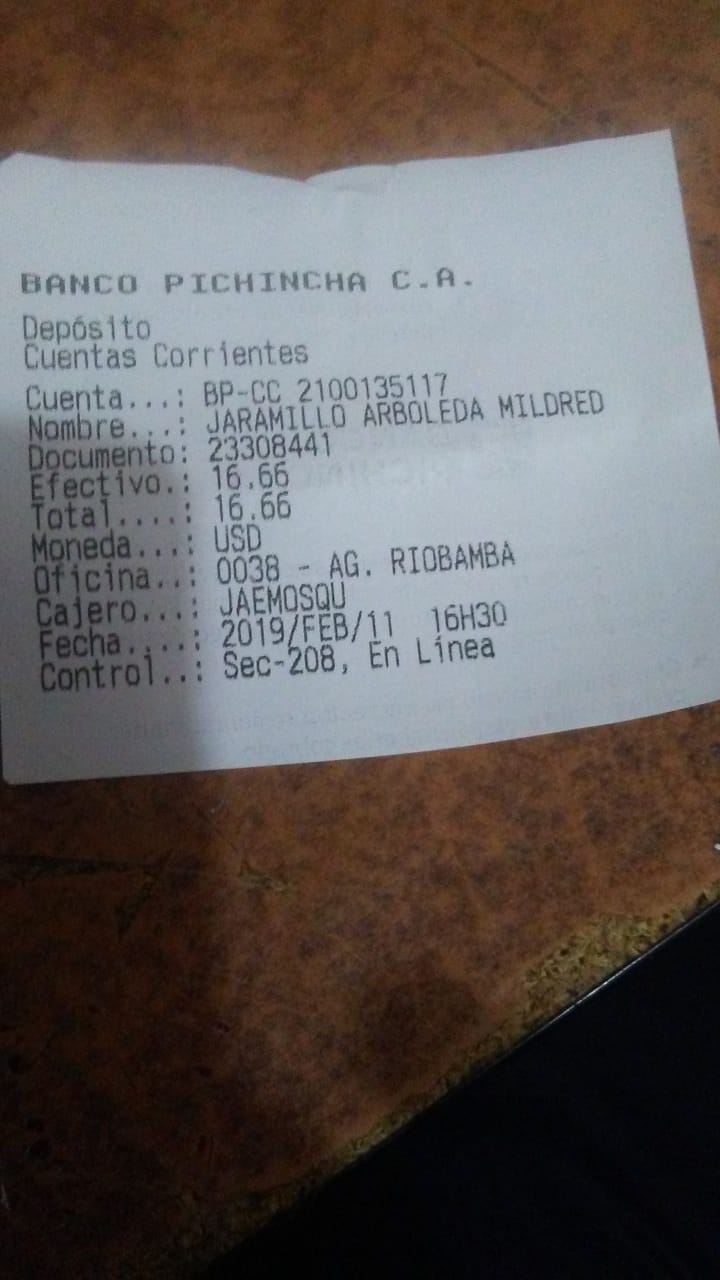 BANCO PICHINCHA C.A.
Depósito
Cuentas Corrientes
Cuenta...: BP-CC 2100135117
Nombre...: JARAMILLO ARBOLEDA MILDRED
Documento: 23308441
Efectivo.: 16.66
Total....: 16.66
Moneda...: USD
Oficina..: 0038 - AG. RIOBAMBA
Cajero...: JAEMOSQU
Fecha....: 2019/FEB/11 16H30
Control..: Sec-208, En Línea